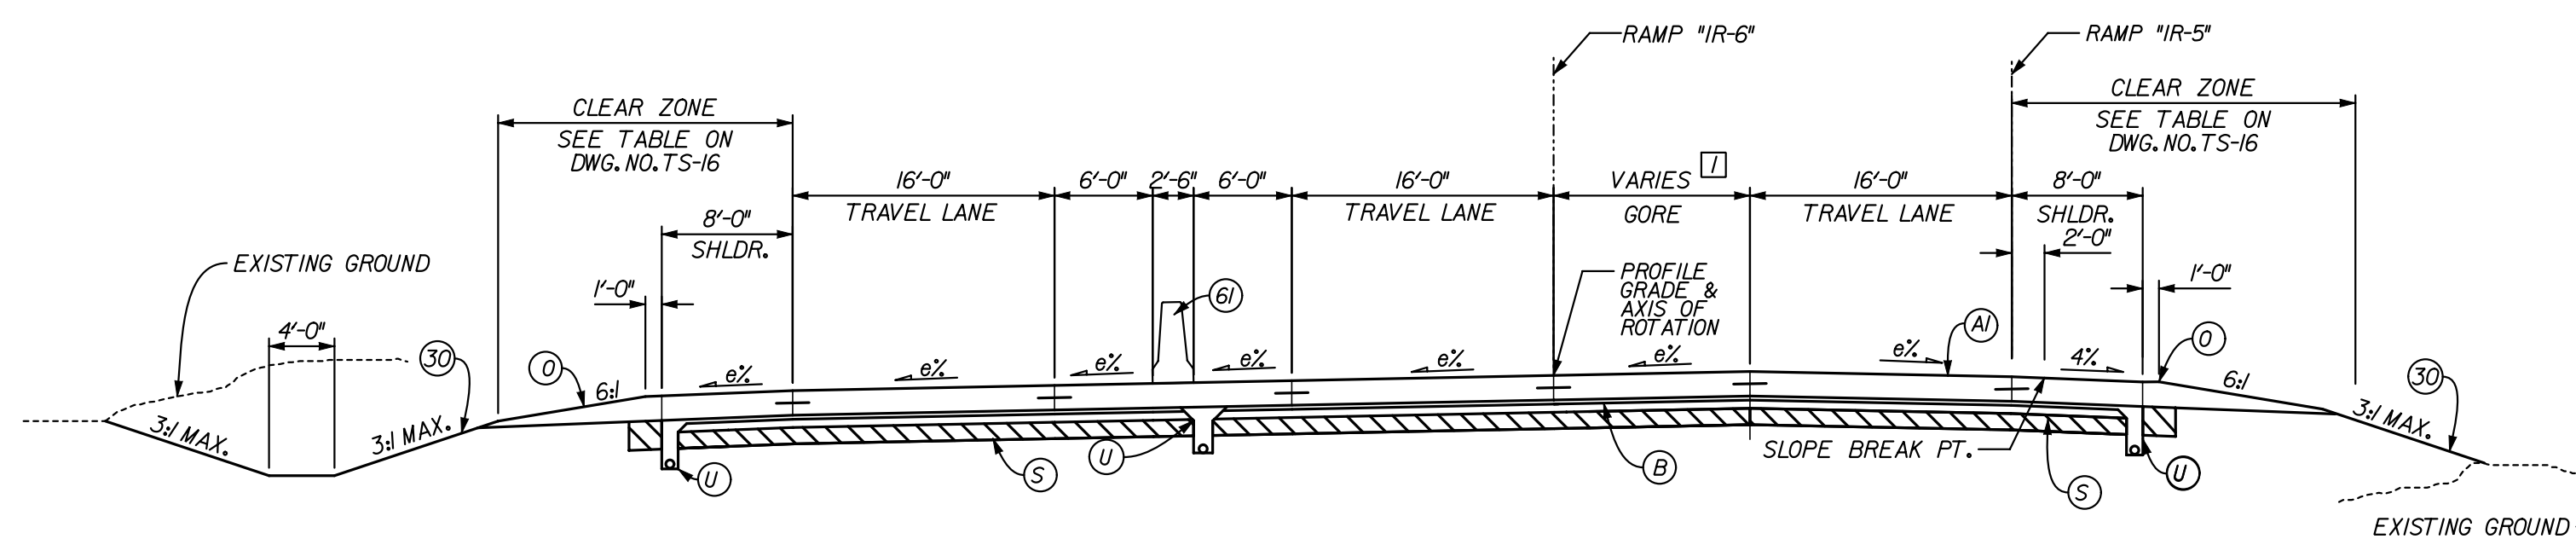 RAMP "IR-6"
RAMP "IR-5"
CLEAR ZONE
SEE TABLE ON
DWG.NO.TS-16
CLEAR ZONE
SEE TABLE ON
DWG.NO.TS-16
16'-0"
TRAVEL LANE
6'-0"
2'-6"
6'-0"
16'-0"
TRAVEL LANE
VARIES 1
GORE
16'-0"
TRAVEL LANE
8'-0"
SHLDR.
2'-0"
8'-0"
SHLDR.
1'-0"
1'-0"
EXISTING GROUND
4'-0"
30
O
6:1
e%
e%
e%
61
e%
e%
PROFILE
GRADE &
AXIS OF
ROTATION
e%
e%
A1
4%
O
6:1
30
3:1 MAX.
3:1 MAX.
3:1 MAX.
U
S
U
B
SLOPE BREAK PT.
S
U
EXISTING GROUND